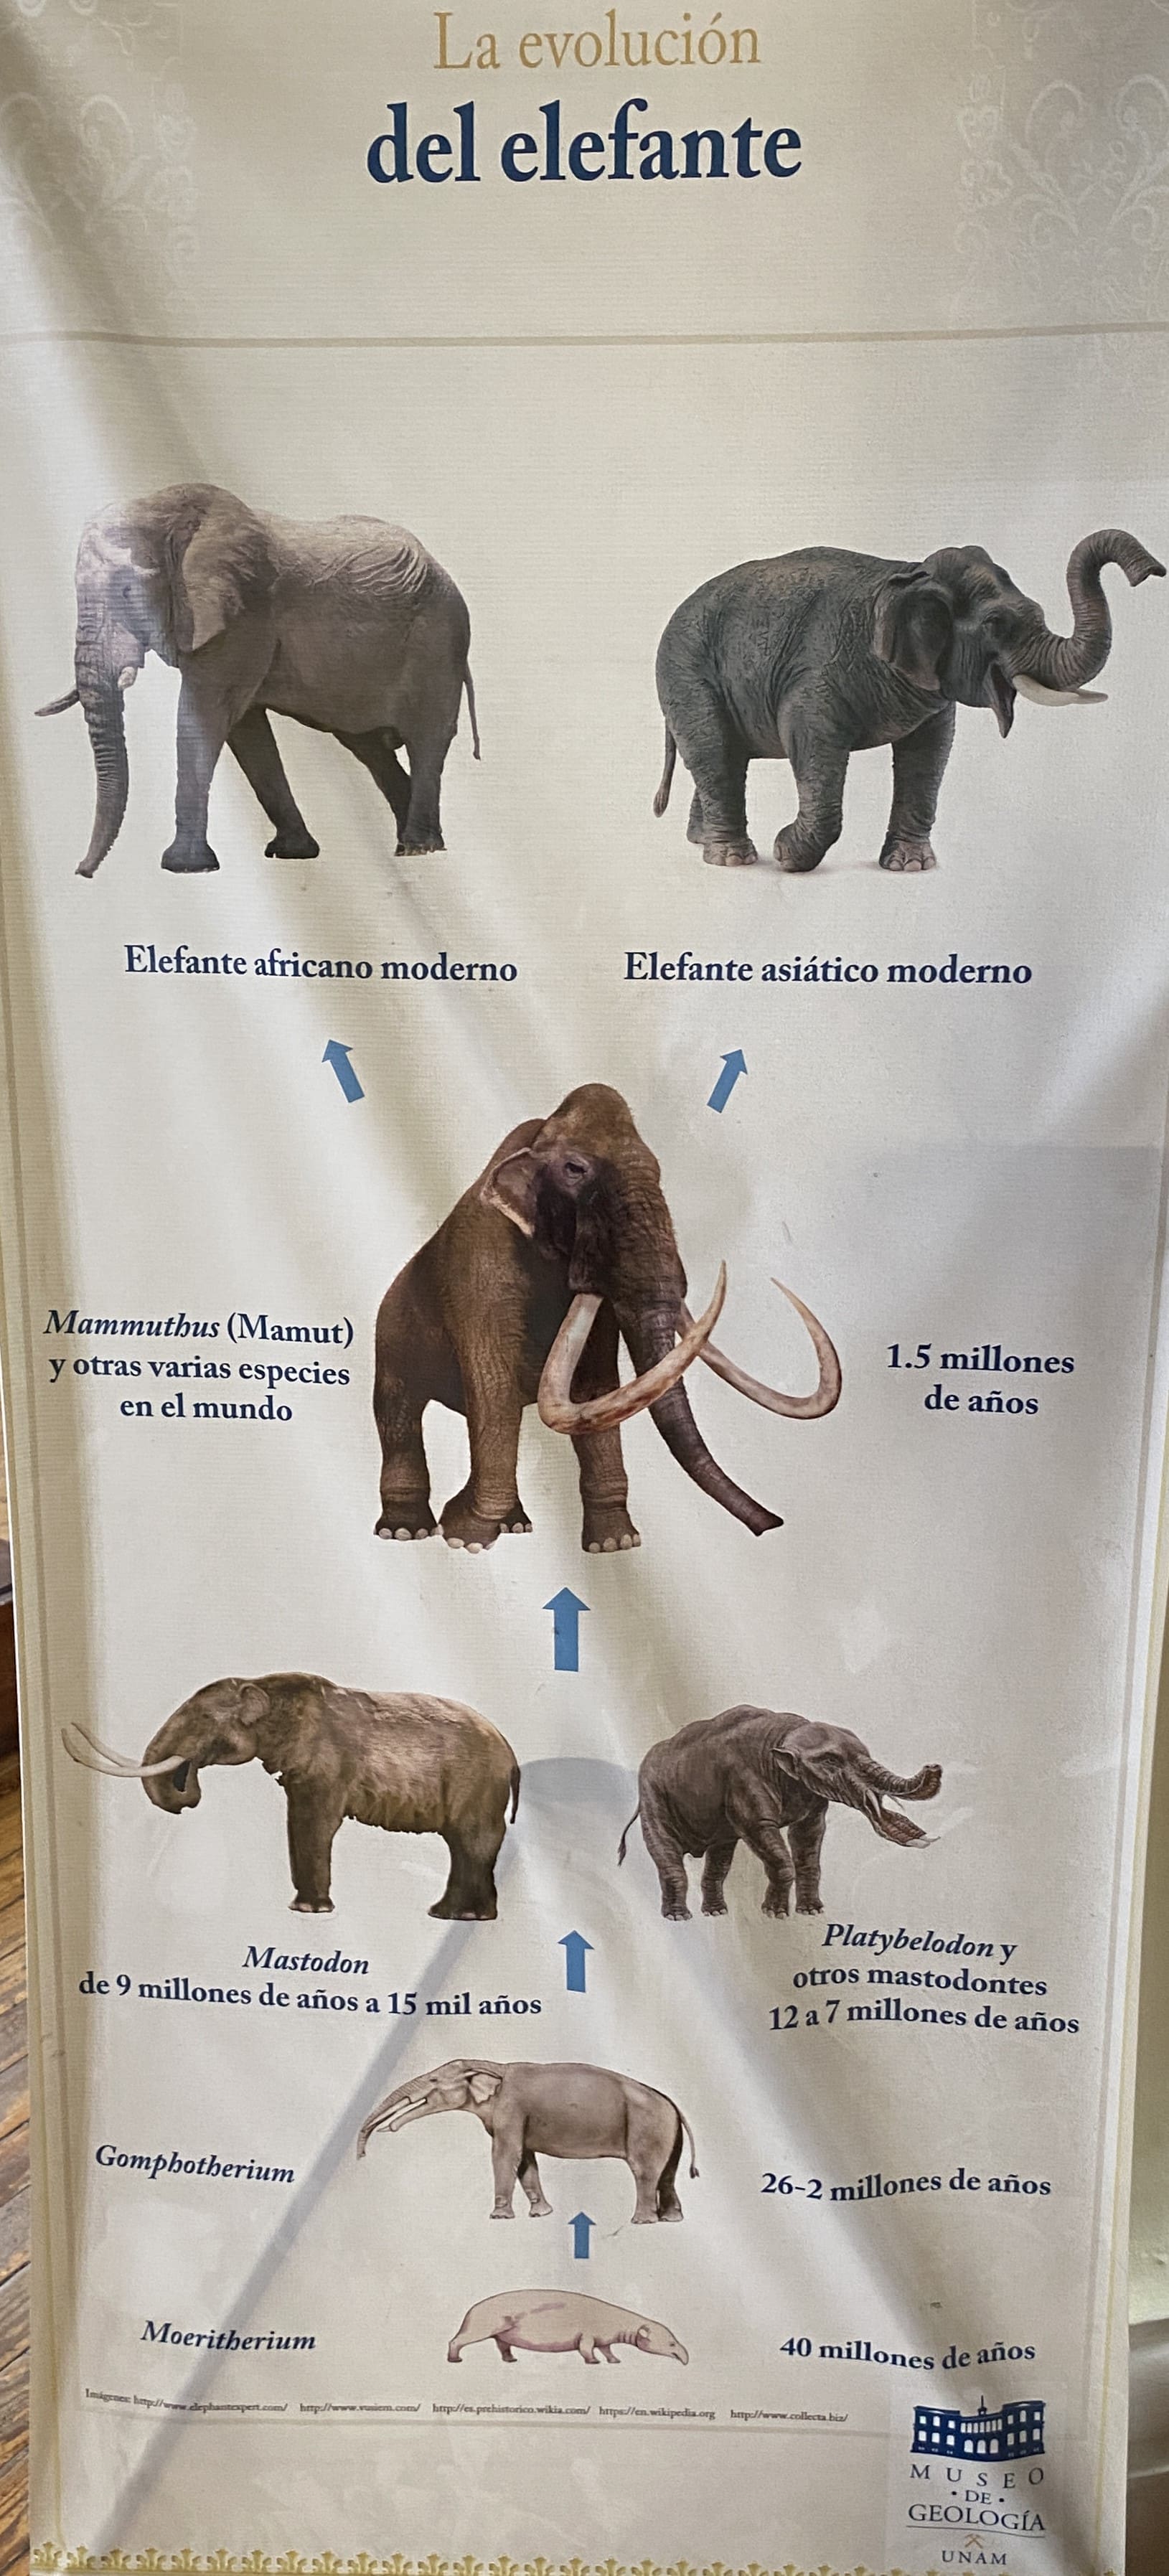 La evolución
del elefante
Elefante africano moderno
Elefante asiático moderno
Mammuthus (Mamut)
y otras varias especies
en el mundo
1.5 millones
de años
Mastodon
de 9 millones de años a 15 mil años
Platybelodon y
otros mastodontes
12 a 7 millones de años
Gomphotherium
26-2 millones de años
Moeritherium
40 millones de años
Imágenes: http://www.elephantexpert.com/ http://www.vusiem.com/ http://es.prehistorico.wikia.com/ https://en.wikipedia.org http://www.collecta.biz/
MUSEO
• DE •
GEOLOGÍA
UNAM